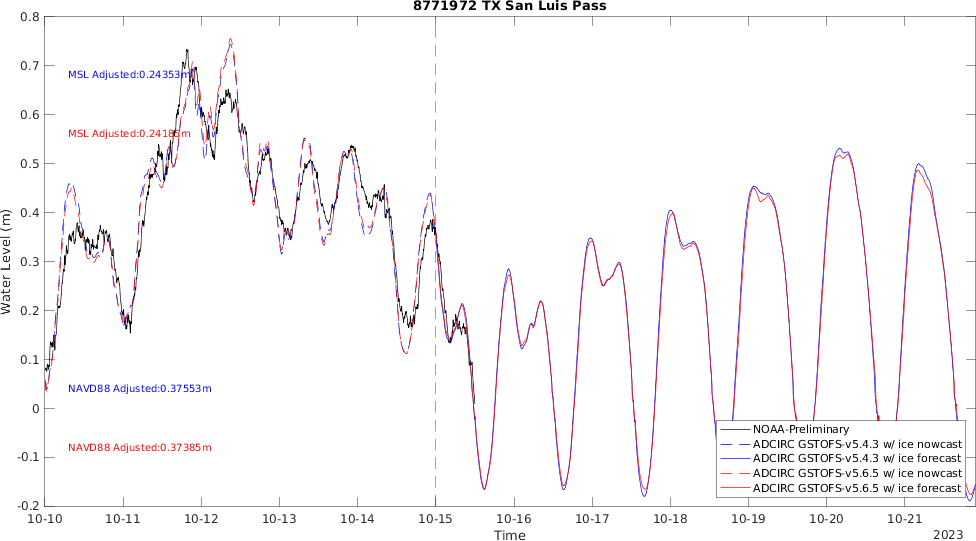 8771972 TX San Luis Pass
0.8
0.7
0.6
0.5
0.4
0.3
0.2
0.1
0
-0.1
-0.2
Water Level (m)
MSL Adjusted:0.24353m
MSL Adjusted:0.24185m
NAVD88 Adjusted:0.37553m
NAVD88 Adjusted:0.37385m
NOAA-Preliminary
ADCIRC GSTOFS-v5.4.3 w/ ice nowcast
ADCIRC GSTOFS-v5.4.3 w/ ice forecast
ADCIRC GSTOFS-v5.6.5 w/ ice nowcast
ADCIRC GSTOFS-v5.6.5 w/ ice forecast
10-10 10-11 10-12 10-13 10-14 10-15 10-16 10-17 10-18 10-19 10-20 10-21
Time
2023